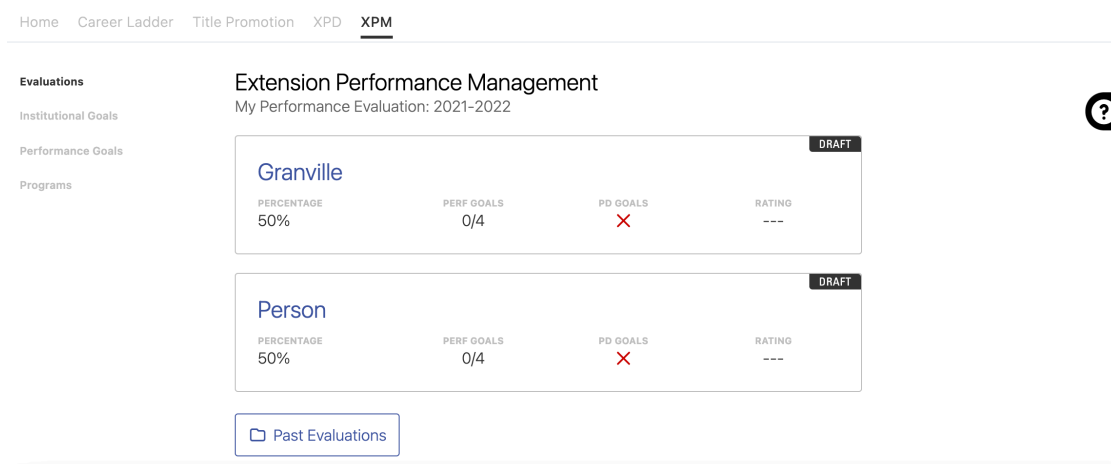 Home Career Ladder Title Promotion XPD XPM
Evaluations
Institutional Goals
Performance Goals
Programs
Extension Performance Management
My Performance Evaluation: 2021-2022
?
DRAFT
Granville
PERCENTAGE PERF GOALS PD GOALS RATING
50% 0/4 ---
DRAFT
Person
PERCENTAGE PERF GOALS PD GOALS RATING
50% 0/4 ---
Past Evaluations